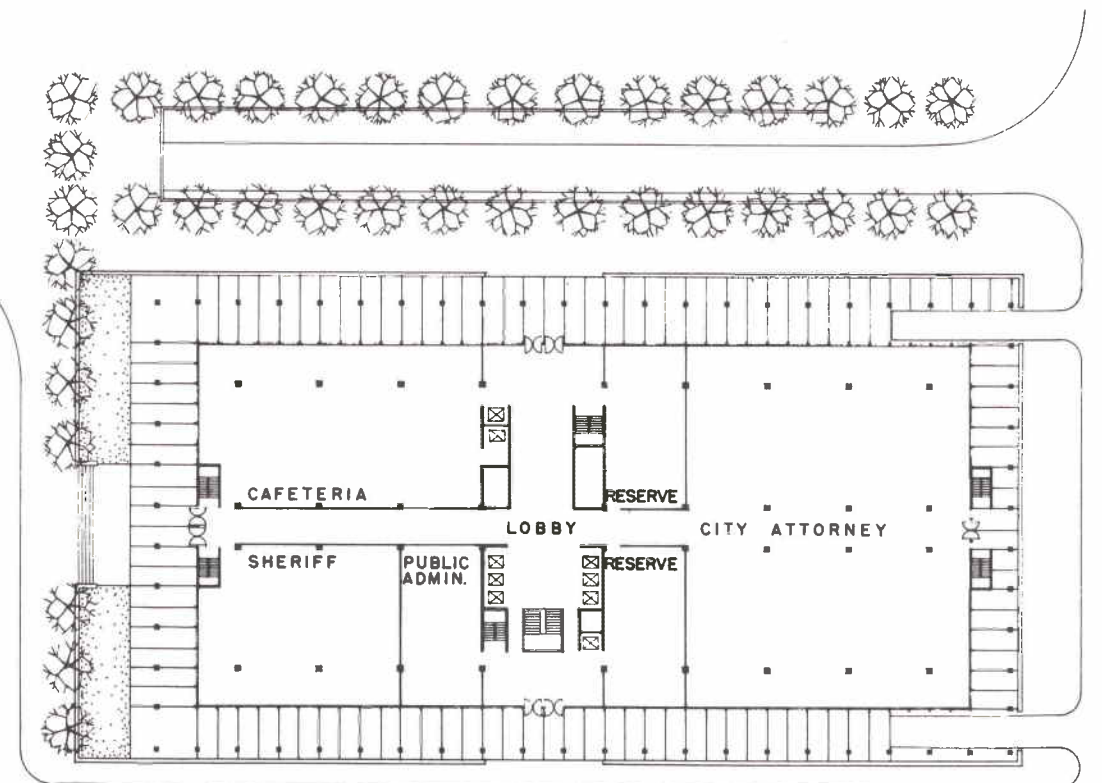 CAFETERIA
RESERVE
LOBBY
CITY ATTORNEY
SHERIFF
PUBLIC
ADMIN.
RESERVE